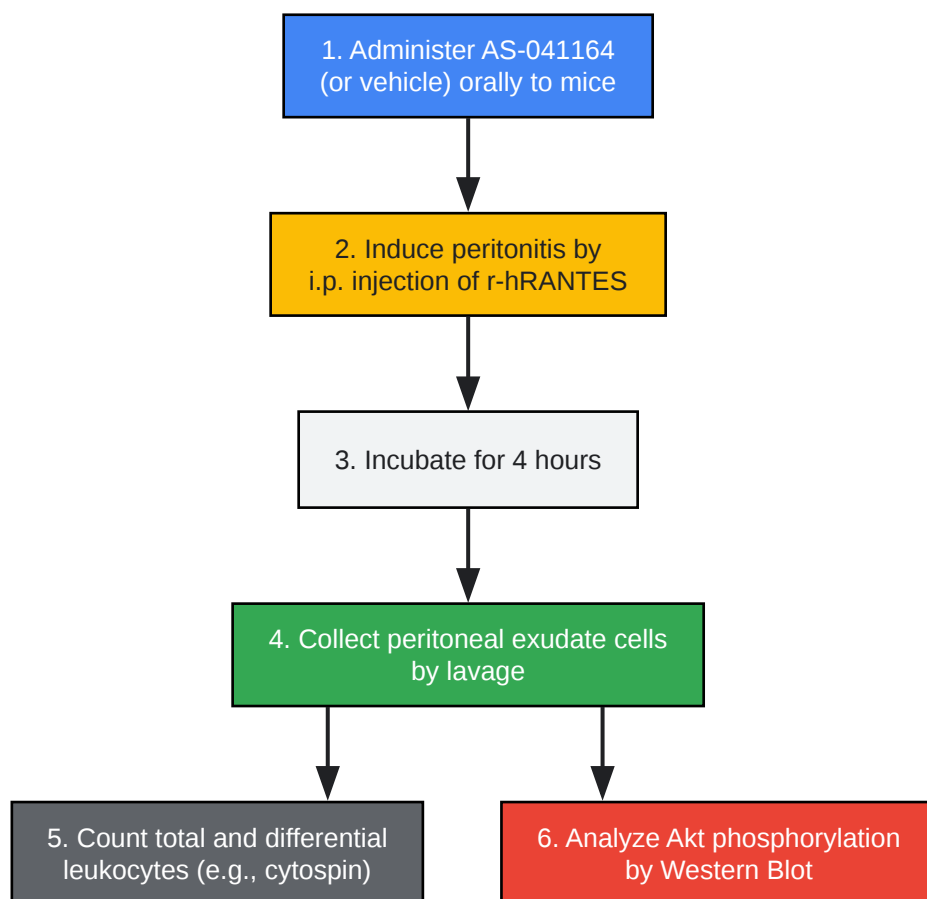 1. Administer AS-041164
(or vehicle) orally to mice
2. Induce peritonitis by
i.p. injection of r-hRANTES
3. Incubate for 4 hours
4. Collect peritoneal exudate cells
by lavage
5. Count total and differential
leukocytes (e.g., cytospin)
6. Analyze Akt phosphorylation
by Western Blot